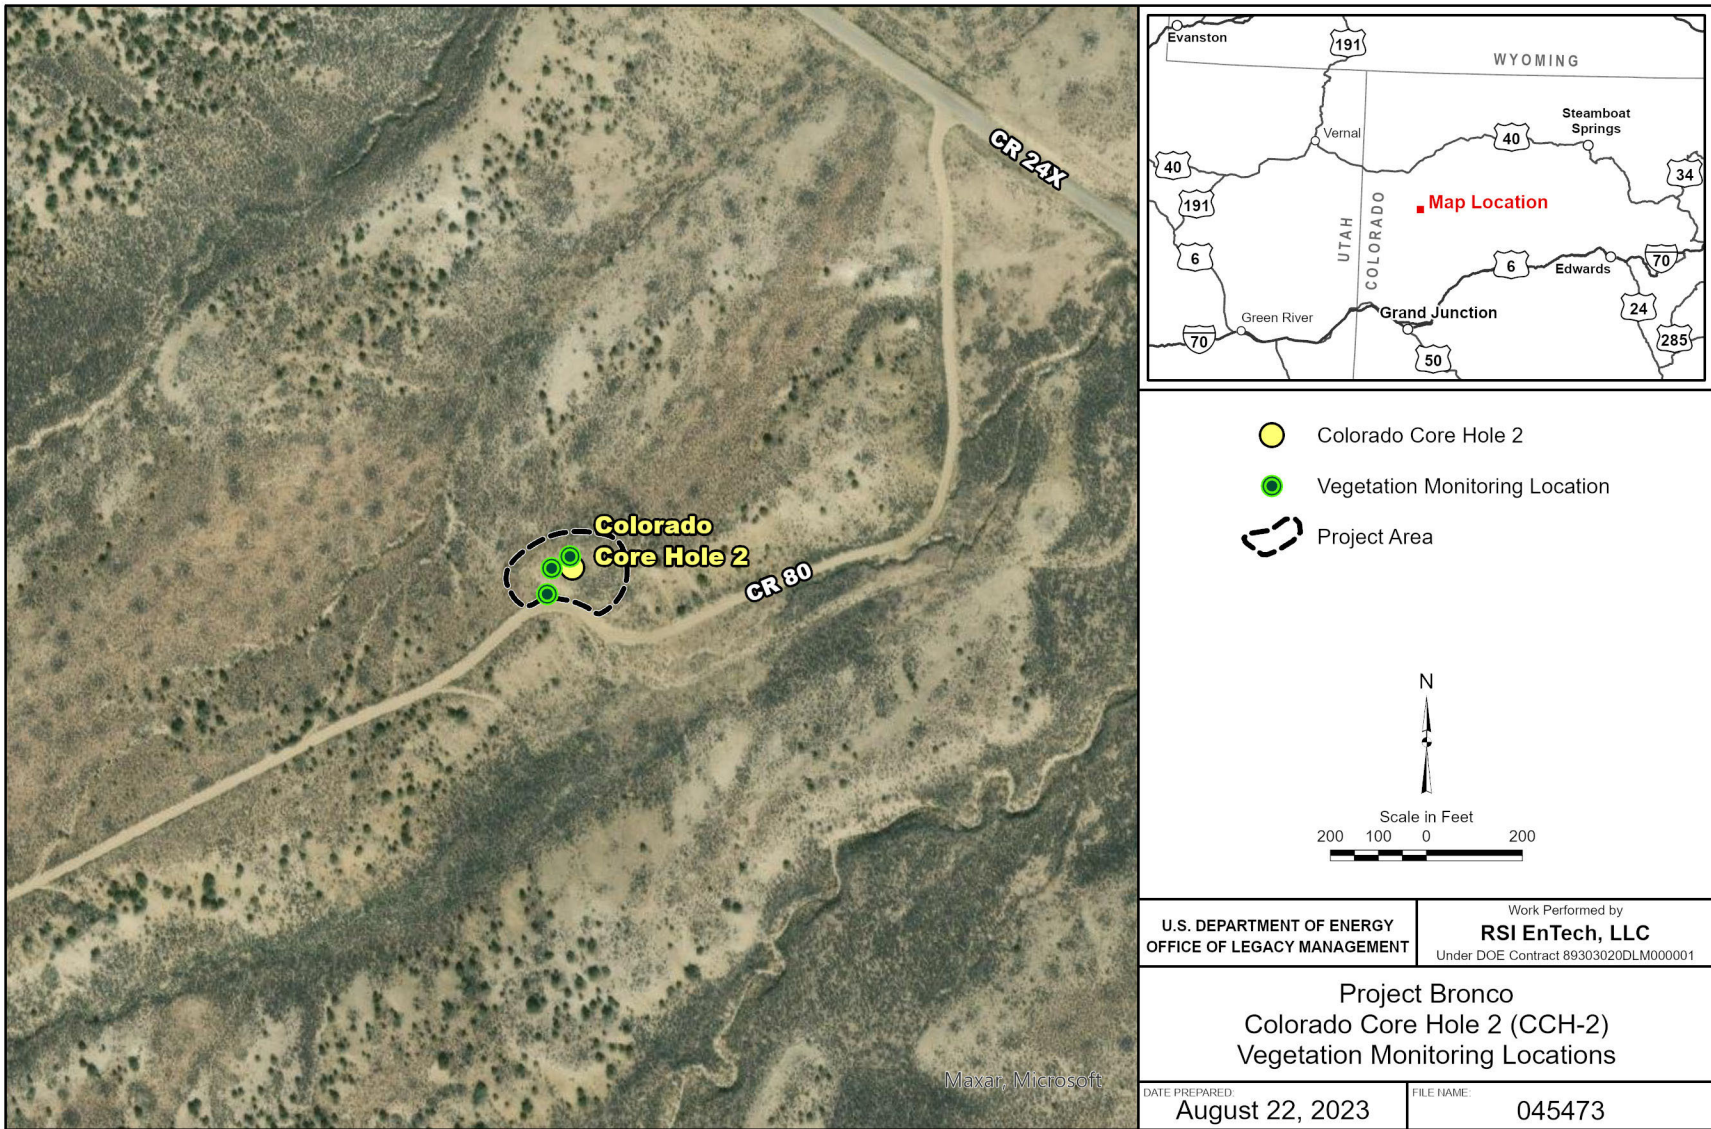 CR 24X
Colorado
Core Hole 2
CR 80
Maxar, Microsoft
Evanston
191
WYOMING
Steamboat
Springs
Vernal
40
40
34
191
Map Location
UTAH
COLORADO
6
6
Edwards
70
Green River
Grand Junction
24
70
50
285
Colorado Core Hole 2
Vegetation Monitoring Location
Project Area
N
Scale in Feet
200 100 0 200
U.S. DEPARTMENT OF ENERGY
OFFICE OF LEGACY MANAGEMENT
Work Performed by
RSI EnTech, LLC
Under DOE Contract 89303020DLM000001
Project Bronco
Colorado Core Hole 2 (CCH-2)
Vegetation Monitoring Locations
DATE PREPARED:
August 22, 2023
FILE NAME:
045473